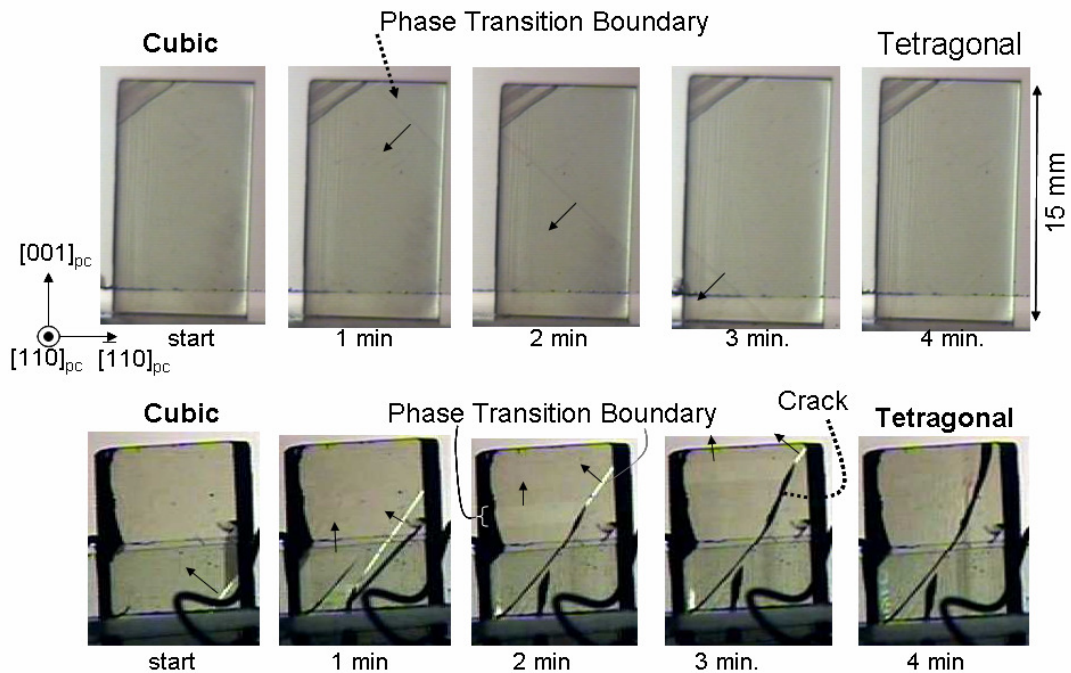 Phase Transition Boundary
Cubic
Tetragonal
15 mm
[001]pc
[110]pc [110]pc
start
1 min
2 min
3 min.
4 min.
Cubic
Phase Transition Boundary
Crack
Tetragonal
start
1 min
2 min
3 min.
4 min